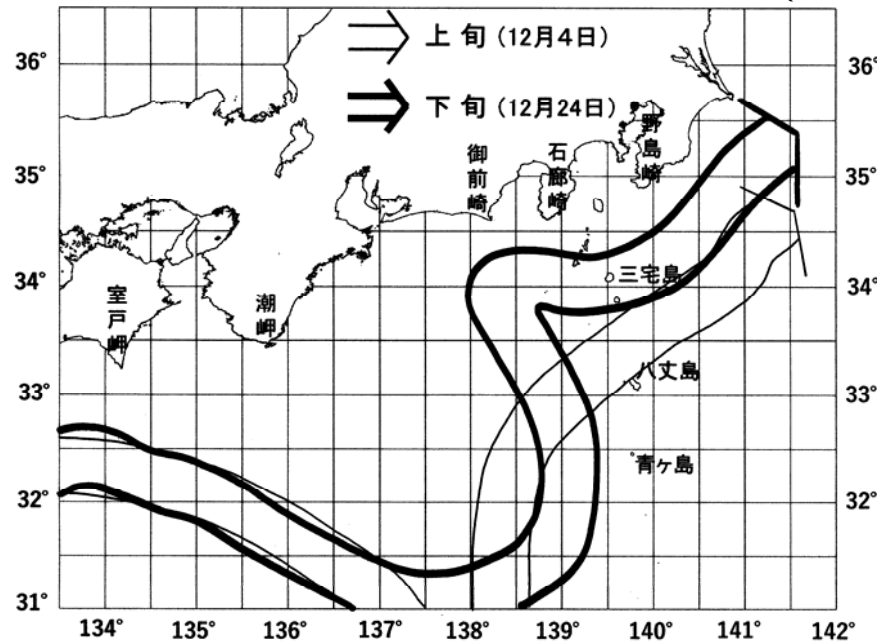 上 旬 (12月4日)
下 旬 (12月24日)
36°
36°
35°
35°
34°
34°
33°
33°
32°
32°
31°
31°
野島崎
石廊崎
御前崎
三宅島
室戸岬
潮岬
八丈島
青ヶ島
134° 135° 136° 137° 138° 139° 140° 141° 142°